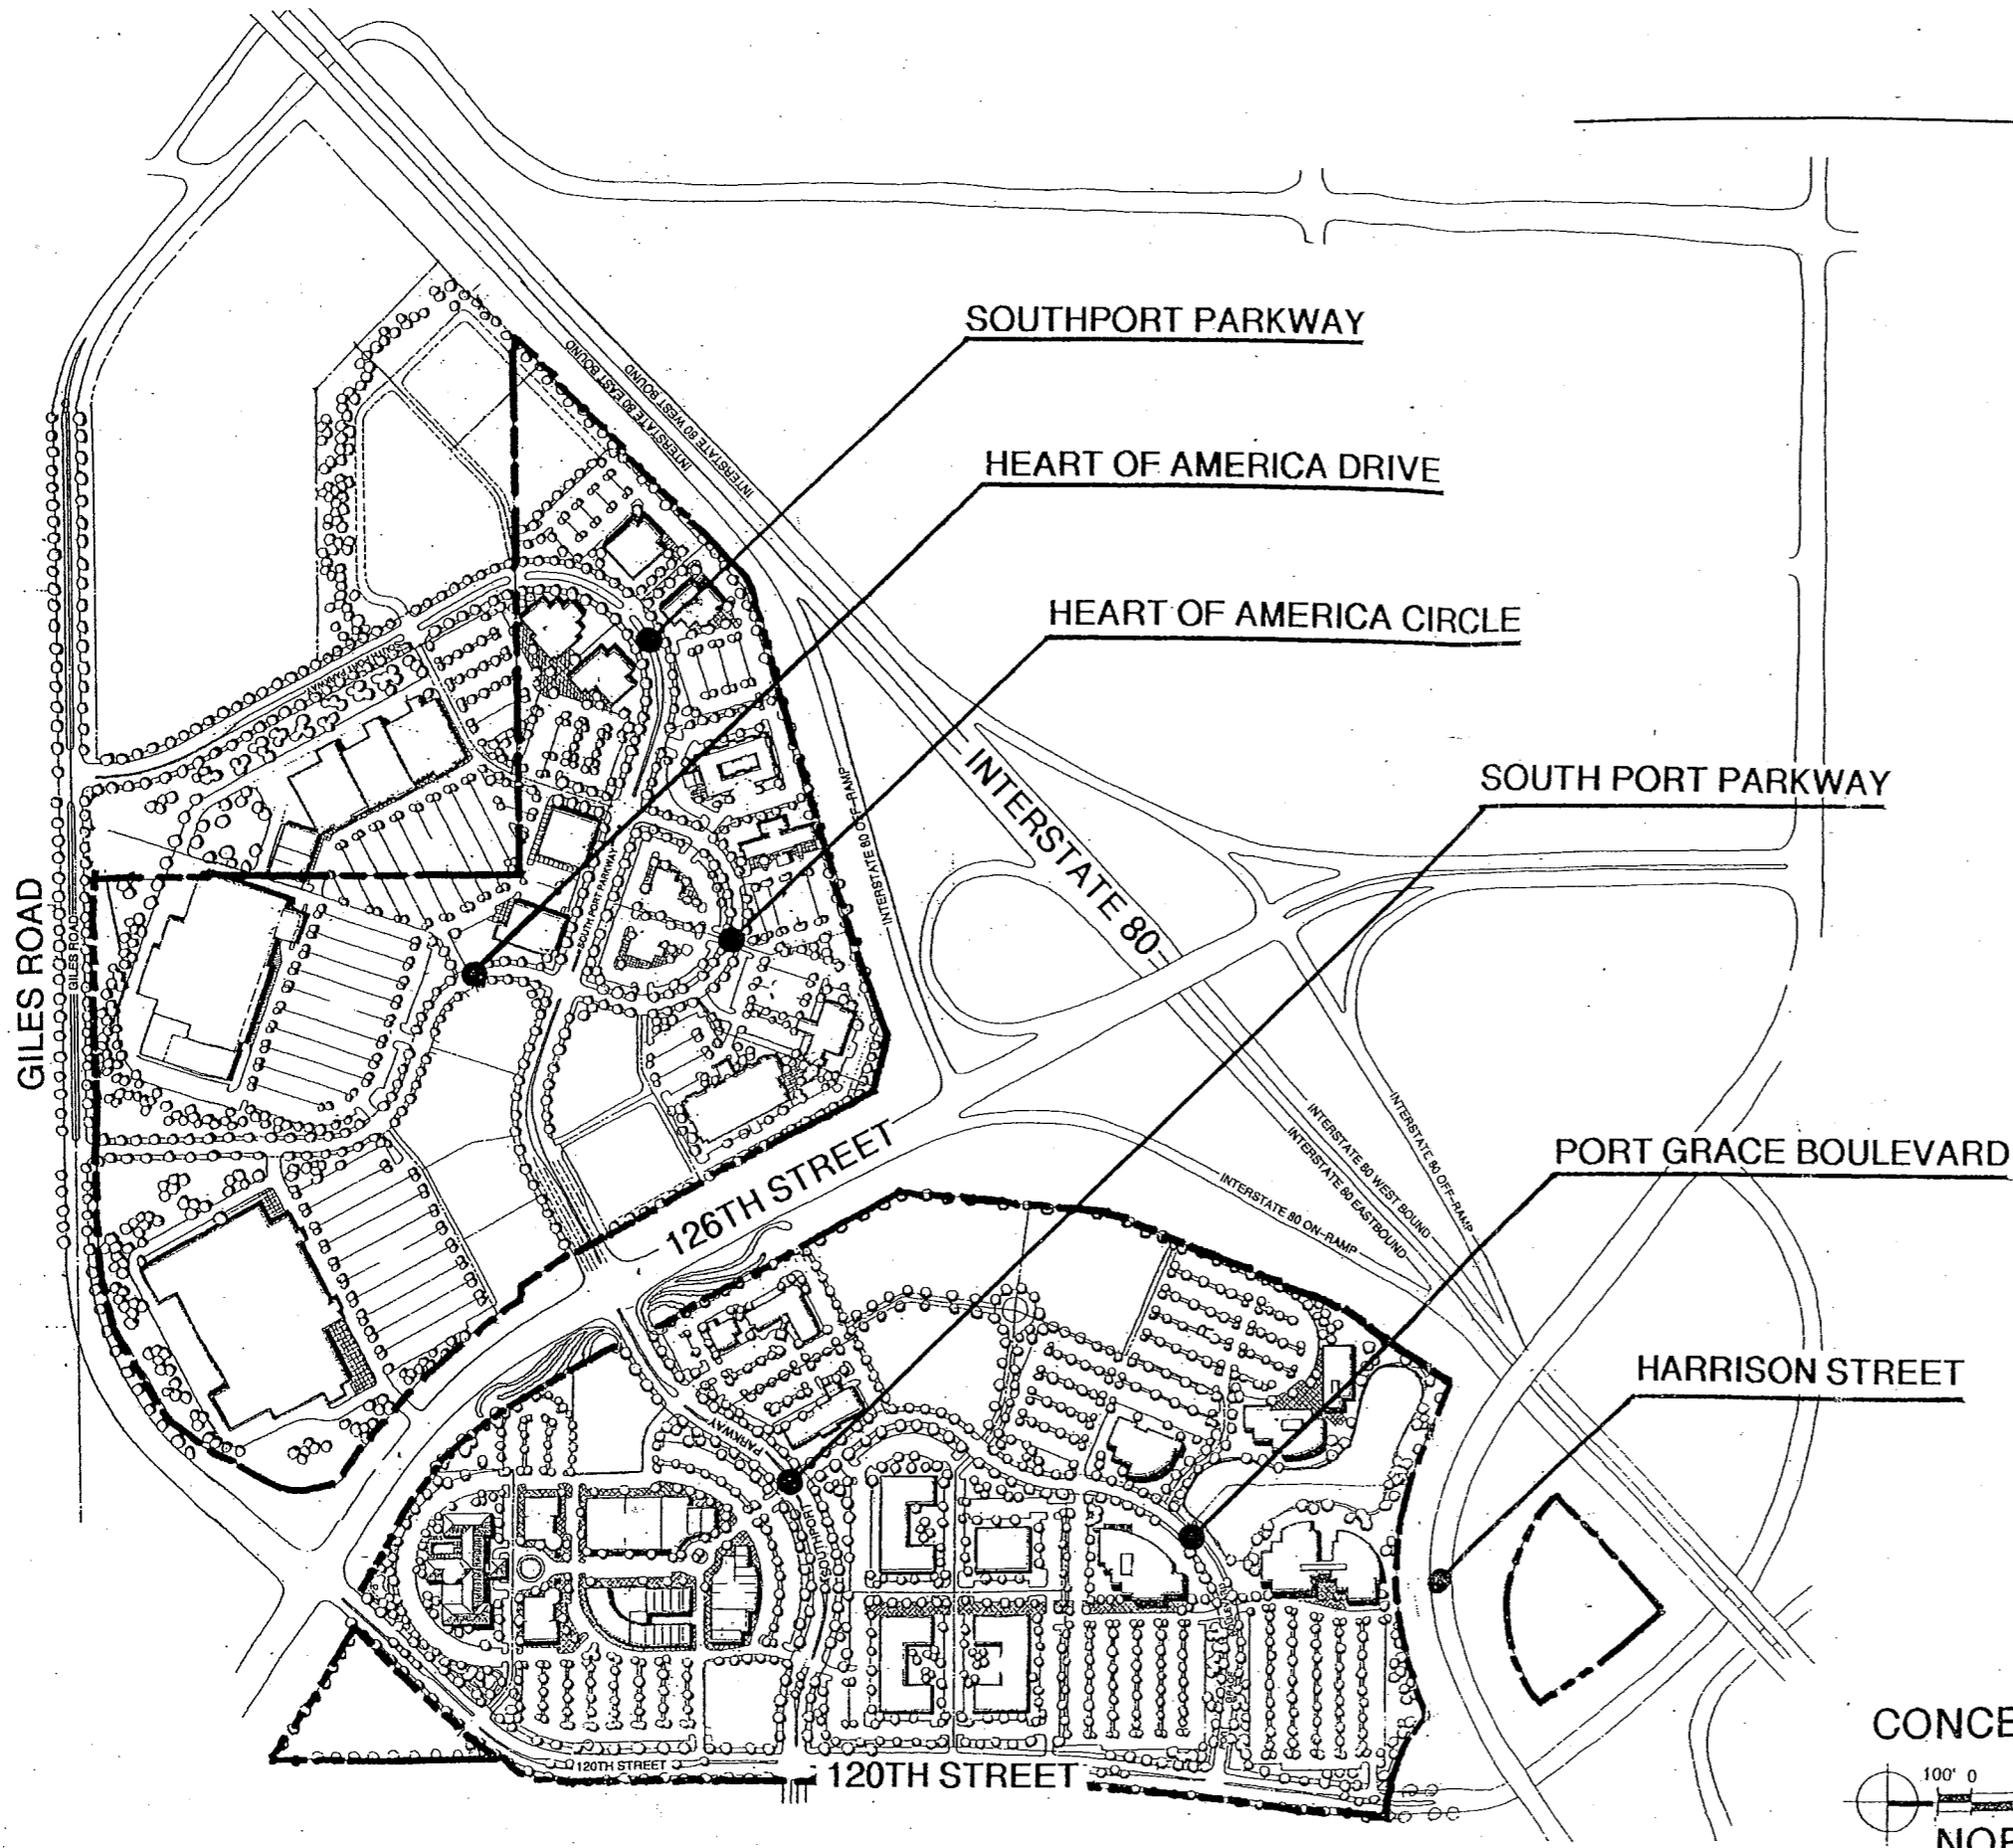 SOUTHPORT PARKWAY
INTERSTATE 80 EAST BOUND
INTERSTATE 80 WEST BOUND
HEART OF AMERICA DRIVE
HEART OF AMERICA CIRCLE
SOUTHPORT PARKWAY
INTERSTATE 80
SOUTH PORT PARKWAY
INTERSTATE 80 OFF-RAMP
SOUTH PORT PARKWAY
GILES ROAD
GILES ROAD
126TH STREET
INTERSTATE 80 OFF-RAMP
INTERSTATE 80 WEST BOUND
INTERSTATE 80 EASTBOUND
INTERSTATE 80 ON-RAMP
PORT GRACE BOULEVARD
HARRISON STREET
PARKWAY
SOUTHPORT
120TH STREET
120TH STREET
CONCE
100' 0
NOR